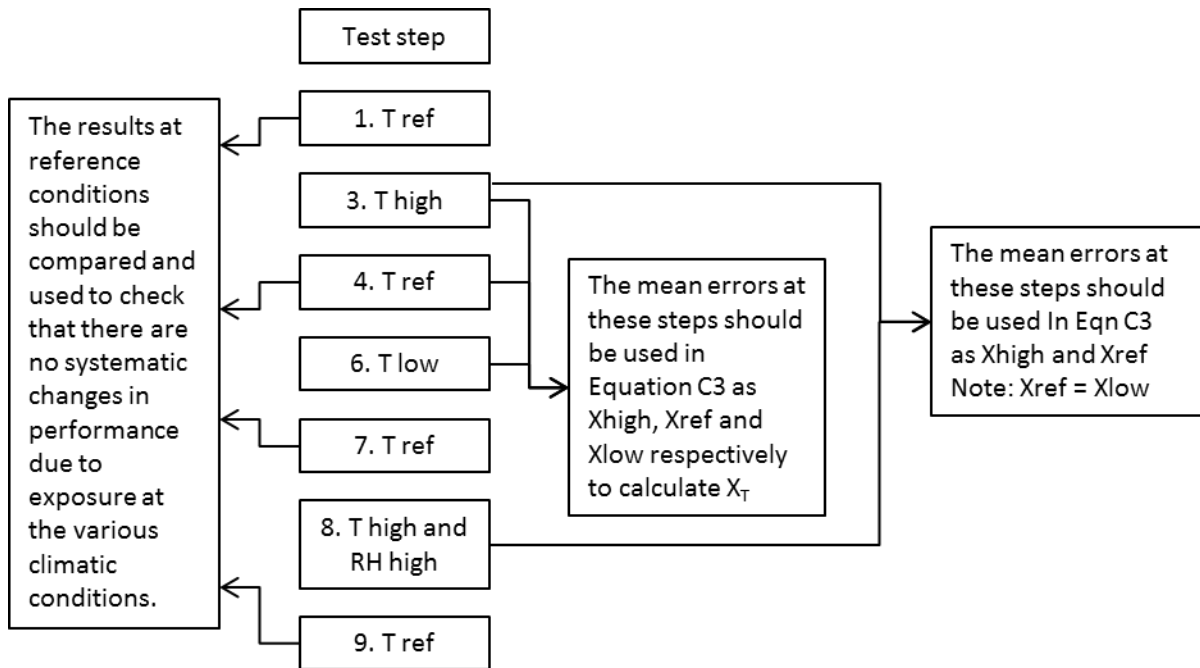 Test step
The results at
reference
conditions
should be
compared and
used to check
that there are
no systematic
changes in
performance
due to
exposure at
the various
climatic
conditions.
1. T ref
3. T high
4. T ref
6. T low
7. T ref
8. T high and
RH high
9. T ref
The mean errors at
these steps should
be used in
Equation C3 as
Xhigh, Xref and
Xlow respectively
to calculate X_T
The mean errors at
these steps should
be used In Eqn C3
as Xhigh and Xref
Note: Xref = Xlow